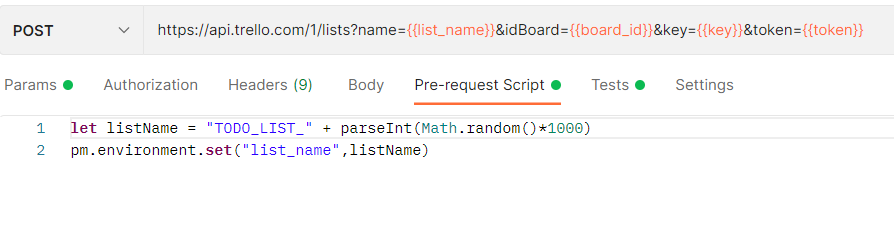 POST https://api.trello.com/1/lists?name={{list_name}}&idBoard={{board_id}}&key={{key}}&token={{token}}
Params Authorization Headers (9) Body Pre-request Script Tests Settings
1 let listName = "TODO_LIST_" + parseInt(Math.random()*1000)
2 pm.environment.set("list_name",listName)